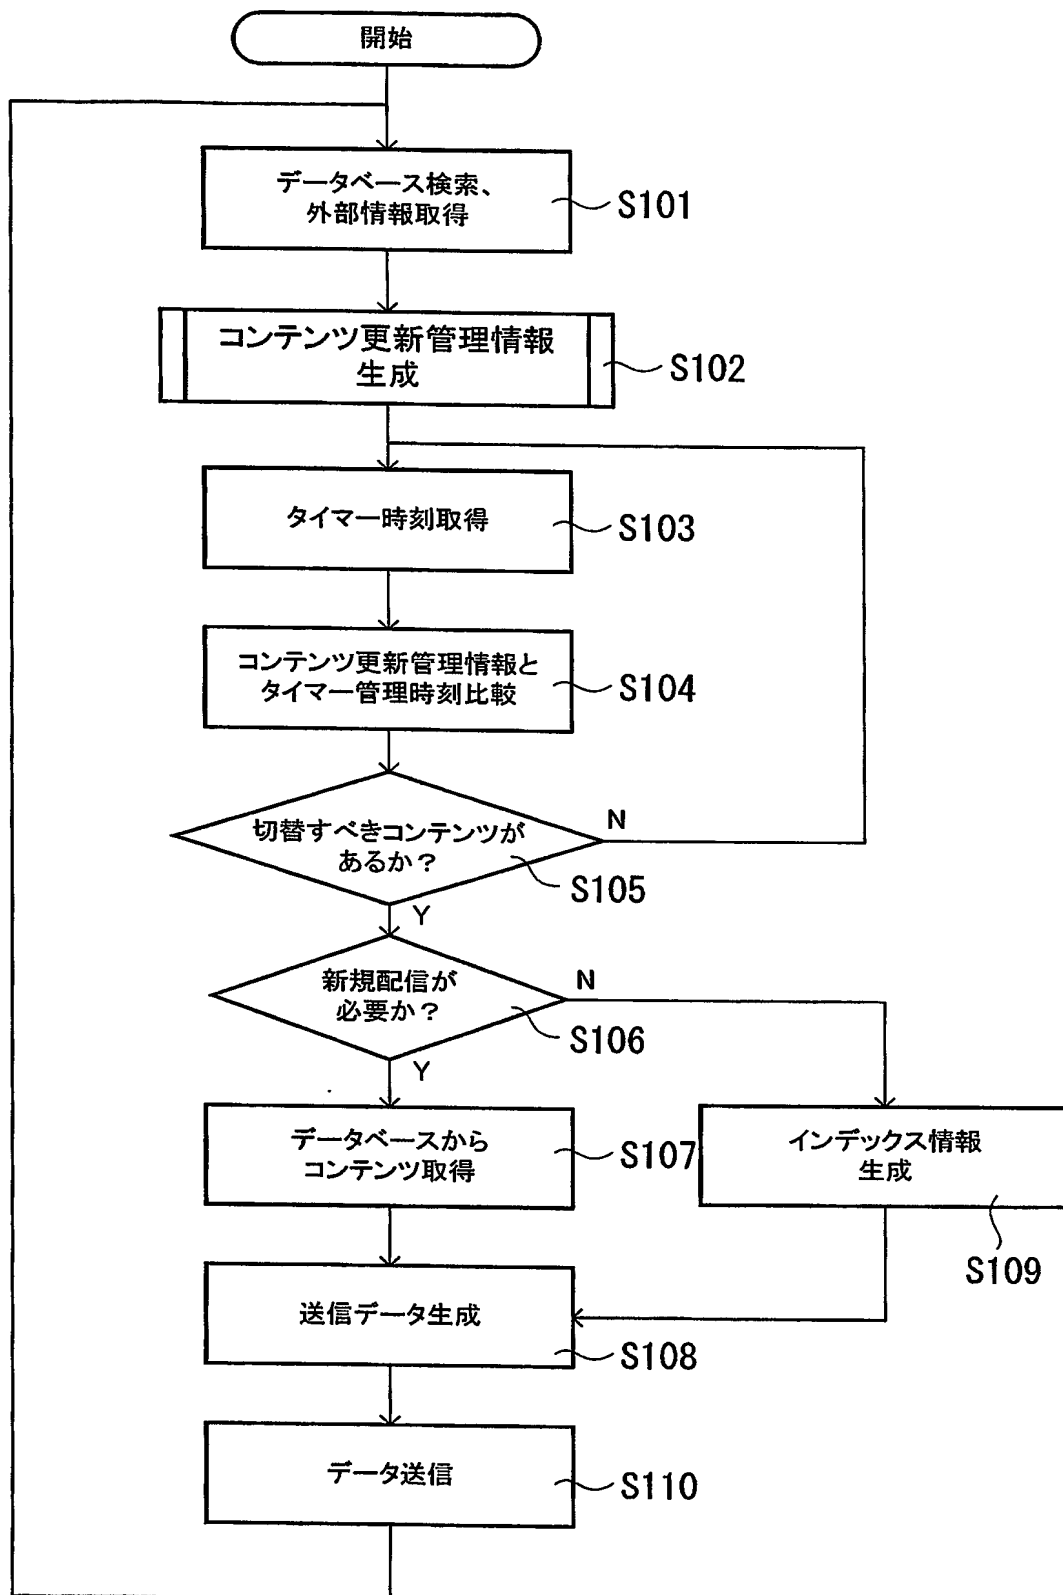 開始
データベース検索、
外部情報取得
S101
コンテンツ更新管理情報
生成
S102
タイマー時刻取得
S103
コンテンツ更新管理情報と
タイマー管理時刻比較
S104
切替すべきコンテンツが
あるか？
N
S105
Y
新規配信が
必要か？
N
S106
Y
データベースから
コンテンツ取得
S107
インデックス情報
生成
S109
送信データ生成
S108
データ送信
S110